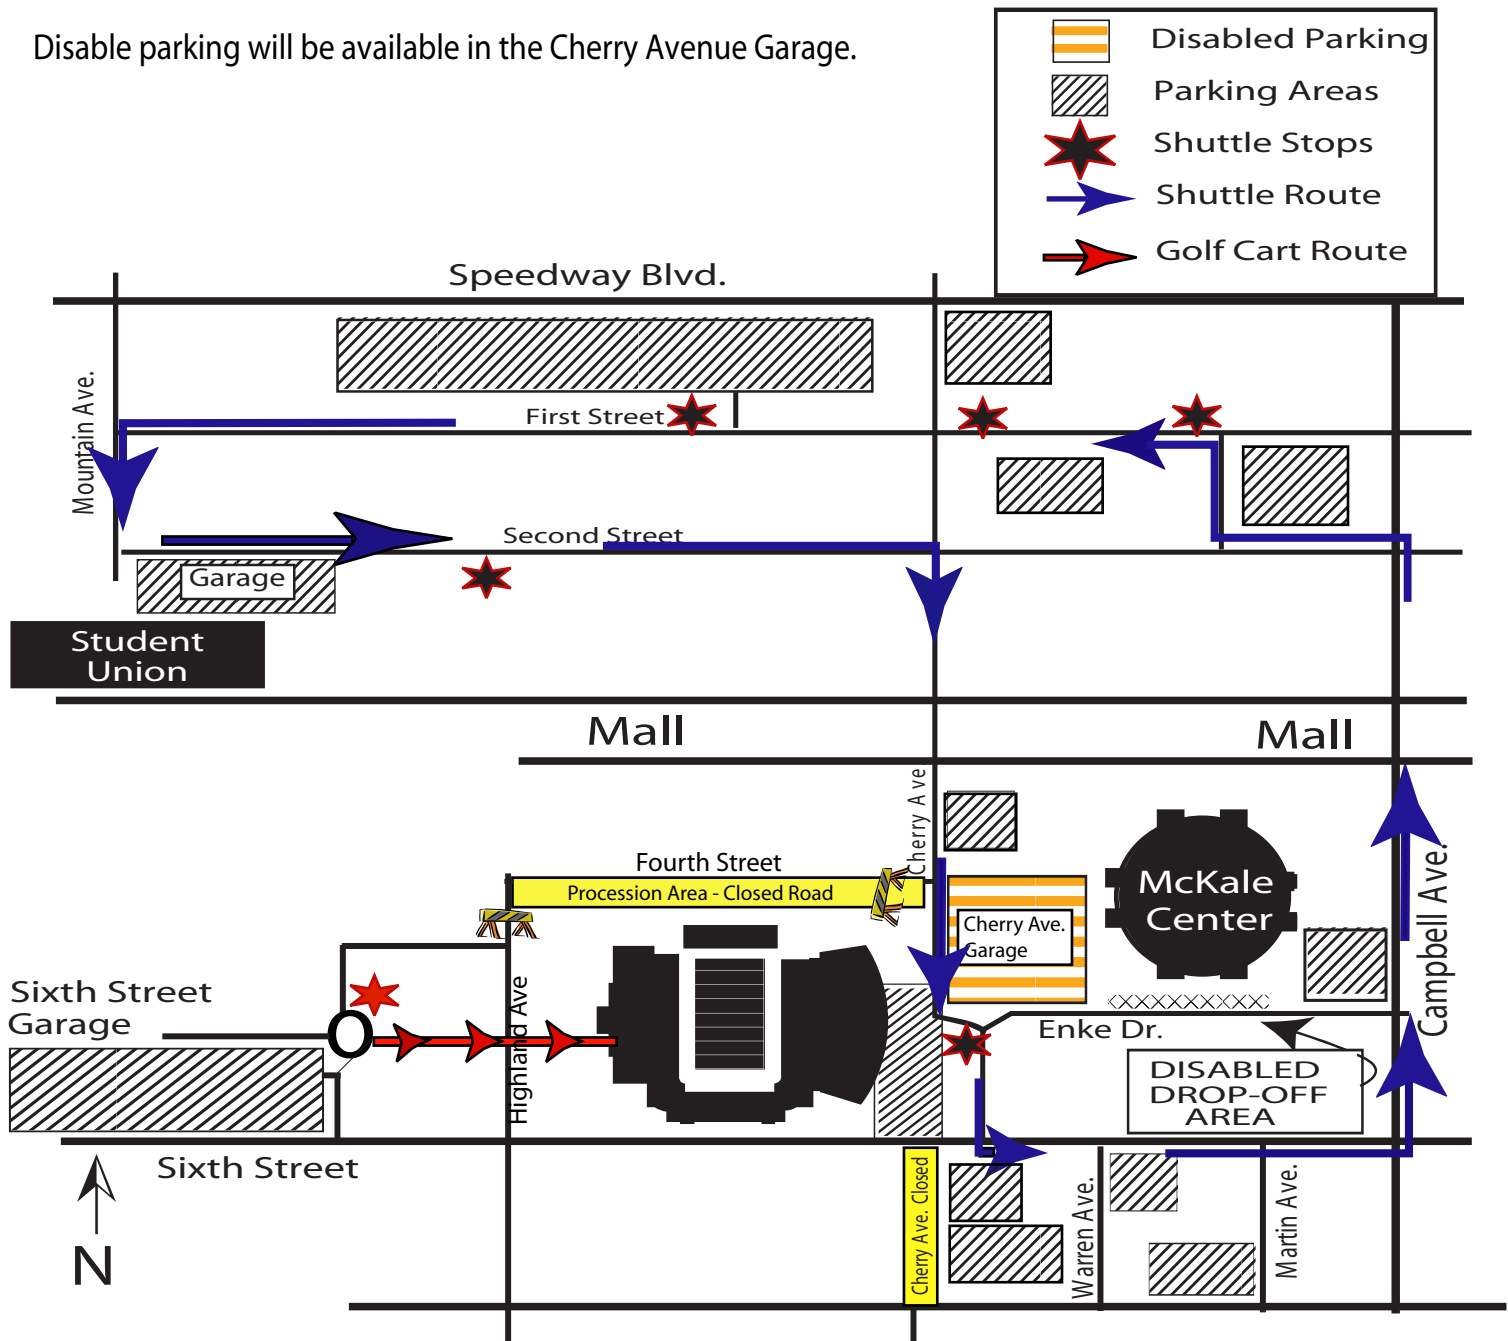 Disable parking will be available in the Cherry Avenue Garage.
Disabled Parking
Parking Areas
Shuttle Stops
Shuttle Route
Golf Cart Route
Speedway Blvd.
Mountain Ave.
First Street
Second Street
Garage
Student
Union
Mall
Mall
Cherry Ave
Fourth Street
Procession Area - Closed Road
Cherry Ave.
Garage
McKale
Center
Campbell Ave.
Sixth Street
Garage
Highland Ave
Enke Dr.
DISABLED
DROP-OFF
AREA
Sixth Street
Cherry Ave. Closed
Warren Ave.
Martin Ave.
N